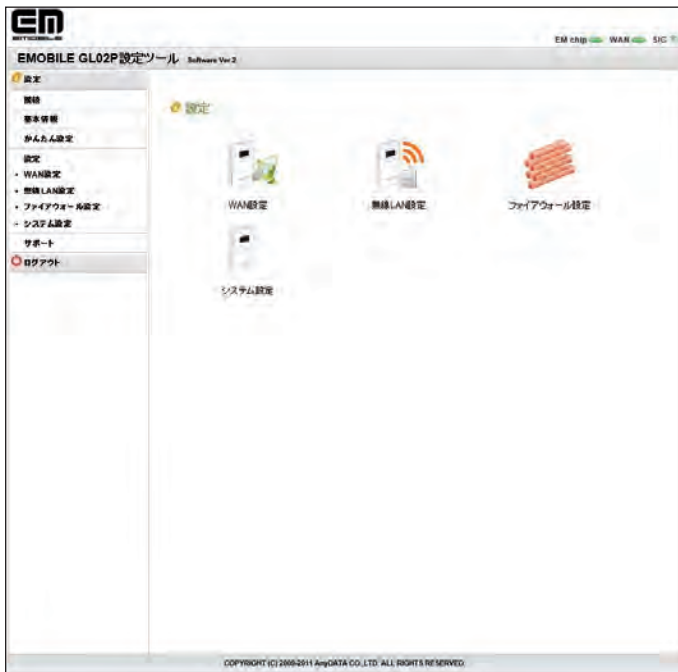 EM
EMOBILE
EM chip WAN SIG
EMOBILE GL02P設定ツール Software Ver.2
設定
接続
基本情報
かんたん設定
設定
・ WAN設定
・ 無線LAN設定
・ ファイアウォール設定
・ システム設定
サポート
ログアウト
設定
WAN設定
無線LAN設定
ファイアウォール設定
システム設定
COPYRIGHT (C) 2008-2011 AnyDATA CO.,LTD. ALL RIGHTS RESERVED.